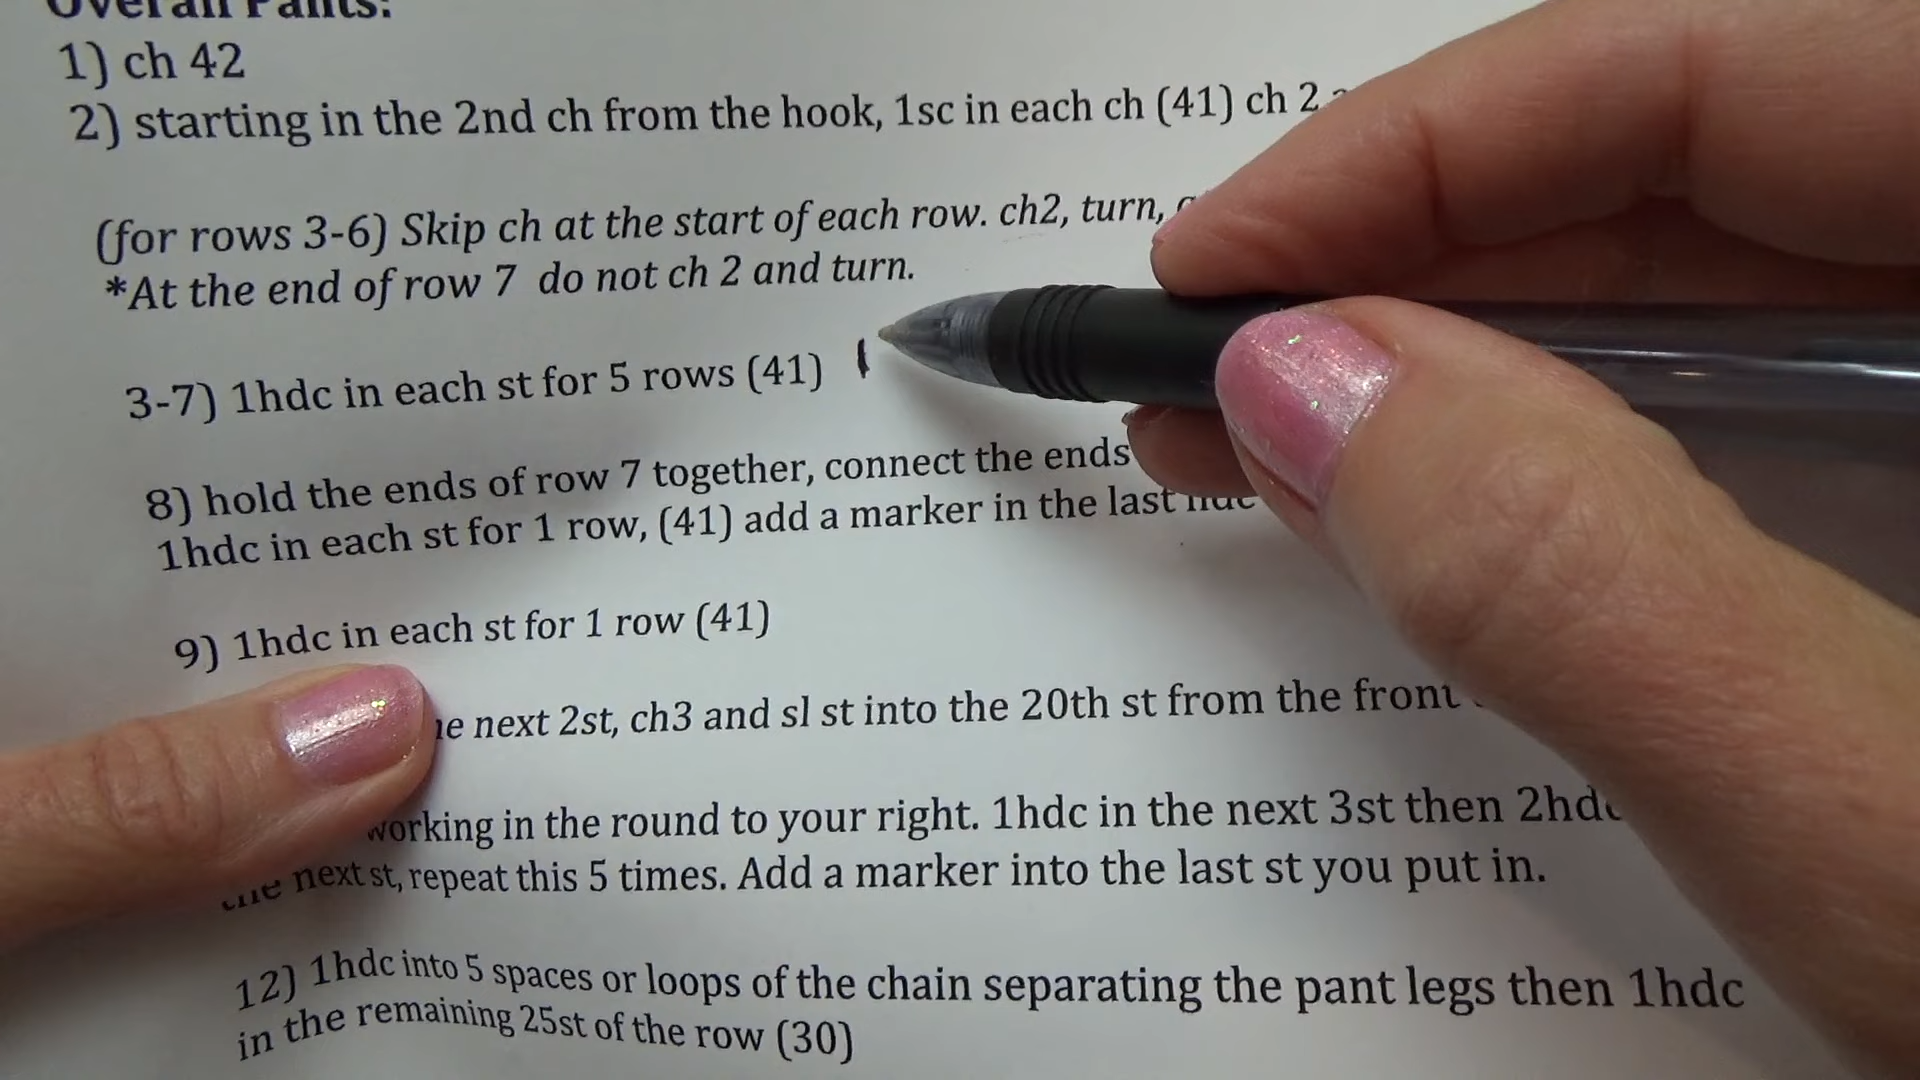 Overall Pants:
1) ch 42
2) starting in the 2nd ch from the hook, 1sc in each ch (41) ch 2
(for rows 3-6) Skip ch at the start of each row. ch2, turn,
*At the end of row 7 do not ch 2 and turn.
3-7) 1hdc in each st for 5 rows (41)
8) hold the ends of row 7 together, connect the ends
1hdc in each st for 1 row, (41) add a marker in the last hdc
9) 1hdc in each st for 1 row (41)
next 2st, ch3 and sl st into the 20th st from the front
working in the round to your right. 1hdc in the next 3st then 2hdc
the next st, repeat this 5 times. Add a marker into the last st you put in.
12) 1hdc into 5 spaces or loops of the chain separating the pant legs then 1hdc
in the remaining 25st of the row (30)